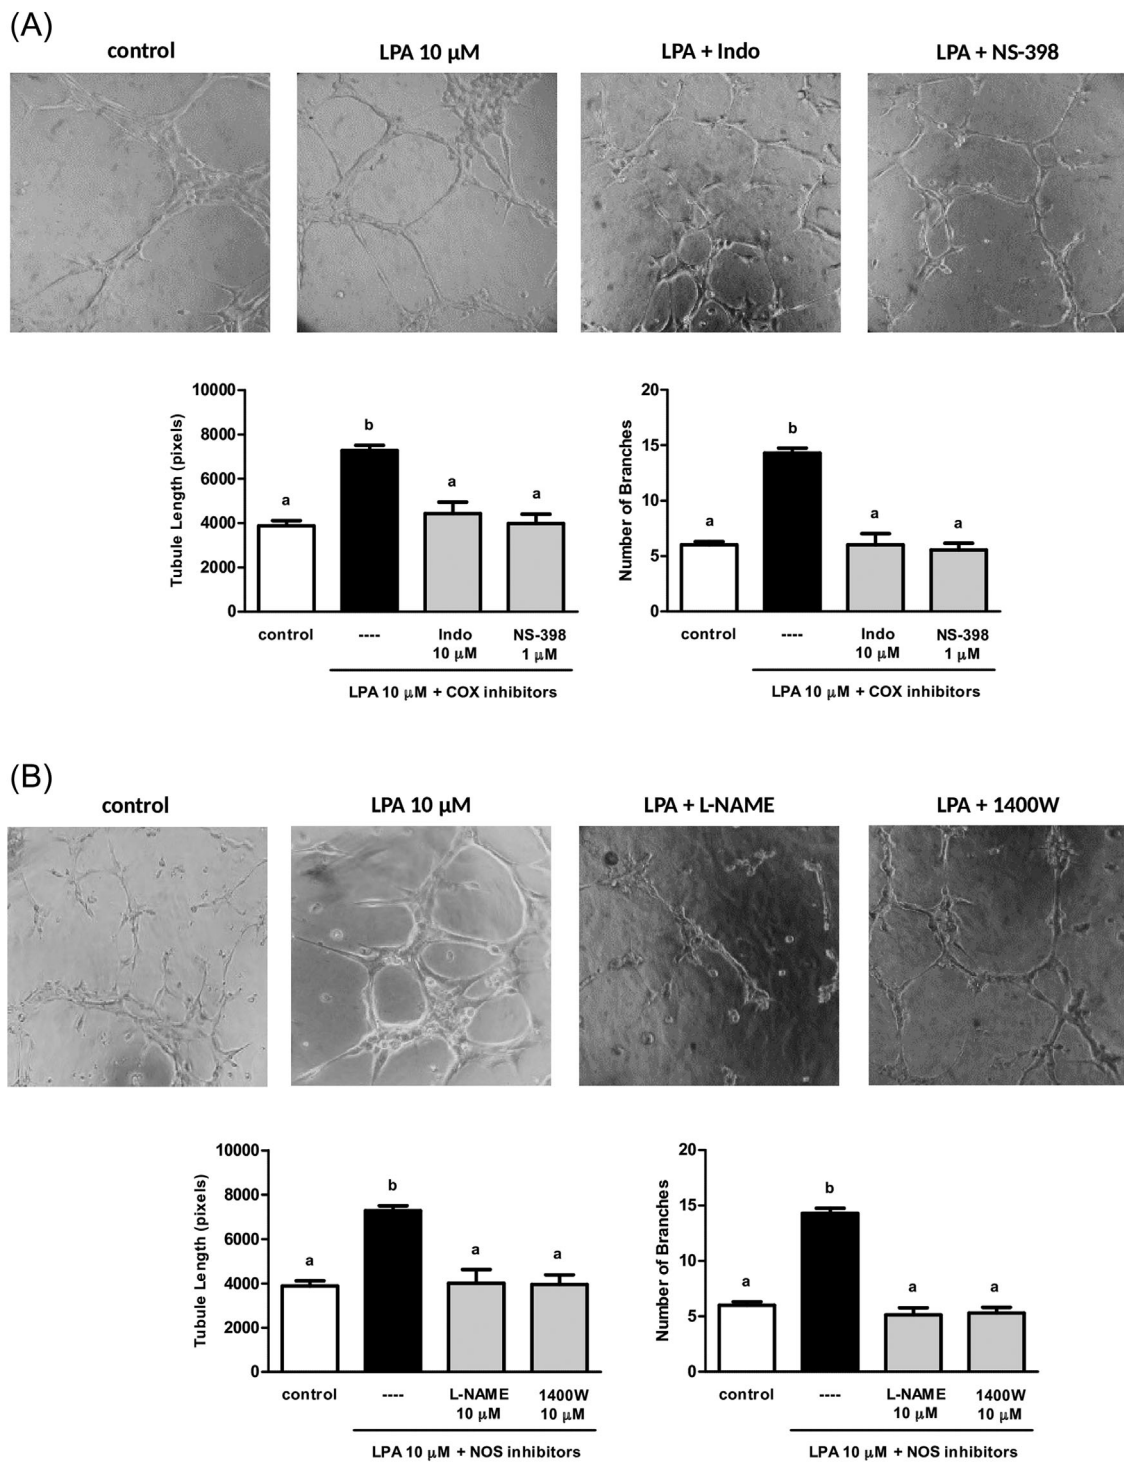 (A)
control
LPA 10 µM
LPA + Indo
LPA + NS-398
Tubule Length (pixels)
10000
8000
6000
4000
2000
0
a
b
a
a
control
----
Indo
10 µM
NS-398
1 µM
LPA 10 µM + COX inhibitors
Number of Branches
20
15
10
5
0
a
b
a
a
control
----
Indo
10 µM
NS-398
1 µM
LPA 10 µM + COX inhibitors
(B)
control
LPA 10 µM
LPA + L-NAME
LPA + 1400W
Tubule Length (pixels)
10000
8000
6000
4000
2000
0
a
b
a
a
control
----
L-NAME
10 µM
1400W
10 µM
LPA 10 µM + NOS inhibitors
Number of Branches
20
15
10
5
0
a
b
a
a
control
----
L-NAME
10 µM
1400W
10 µM
LPA 10 µM + NOS inhibitors